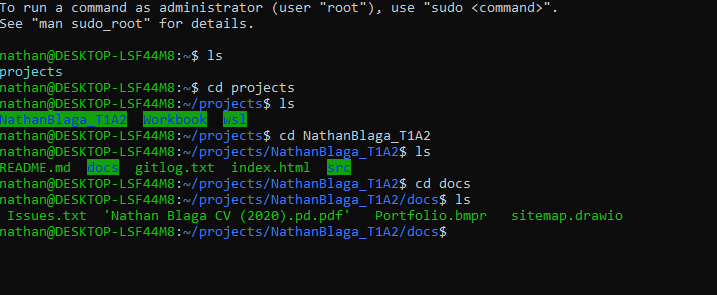 To run a command as administrator (user "root"), use "sudo <command>".
See "man sudo_root" for details.
nathan@DESKTOP-LSF44M8:~$ ls
projects
nathan@DESKTOP-LSF44M8:~$ cd projects
nathan@DESKTOP-LSF44M8:~/projects$ ls
NathanBlaga_T1A2 Workbook wsl
nathan@DESKTOP-LSF44M8:~/projects$ cd NathanBlaga_T1A2
nathan@DESKTOP-LSF44M8:~/projects/NathanBlaga_T1A2$ ls
README.md docs gitlog.txt index.html src
nathan@DESKTOP-LSF44M8:~/projects/NathanBlaga_T1A2$ cd docs
nathan@DESKTOP-LSF44M8:~/projects/NathanBlaga_T1A2/docs$ ls
Issues.txt 'Nathan Blaga CV (2020).pd.pdf' Portfolio.bmpr sitemap.drawio
nathan@DESKTOP-LSF44M8:~/projects/NathanBlaga_T1A2/docs$